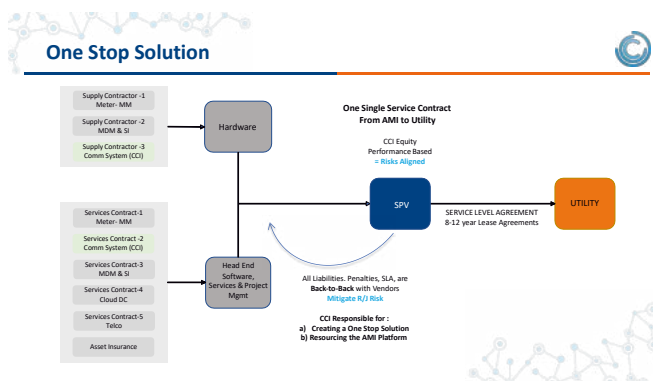 One Stop Solution
Supply Contractor -1
Meter- MM
Supply Contractor -2
MDM & SI
Supply Contractor -3
Comm System (CCI)
Hardware
One Single Service Contract
From AMI to Utility
CCI Equity
Performance Based
= Risks Aligned
SPV
UTILITY
SERVICE LEVEL AGREEMENT
8-12 year Lease Agreements
Services Contract-1
Meter- MM
Services Contract -2
Comm System (CCI)
Services Contract-3
MDM & SI
Services Contract-4
Cloud DC
Services Contract-5
Telco
Asset Insurance
Head End
Software,
Services & Project
Mgmt
All Liabilities. Penalties, SLA, are
Back-to-Back with Vendors
Mitigate R/J Risk
CCI Responsible for :
a) Creating a One Stop Solution
b) Resourcing the AMI Platform